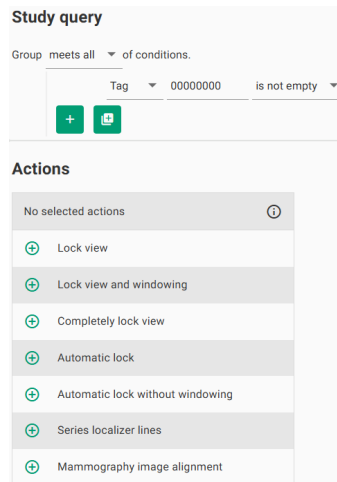 Study query
Group meets all of conditions.
Tag 00000000 is not empty
Actions
No selected actions
Lock view
Lock view and windowing
Completely lock view
Automatic lock
Automatic lock without windowing
Series localizer lines
Mammography image alignment